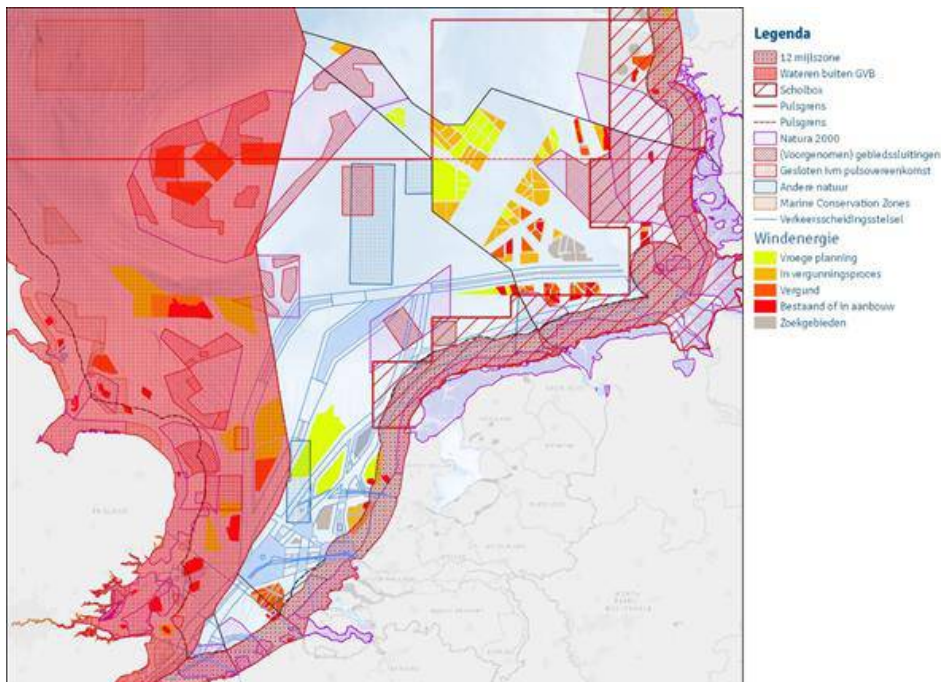 Legenda
12 mijlszone
Wateren buiten GVB
Scholbox
Pulsgrens
Pulsgrens
Natura 2000
(Voorgenomen) gebiedssluitingen
Gesloten ivm pulsovereenkomst
Andere natuur
Marine Conservation Zones
Verkeersscheidingsstelsel
Windenergie
Vroege planning
In vergunningsproces
Vergund
Bestaand of in aanbouw
Zoekgebieden
ENGLAND